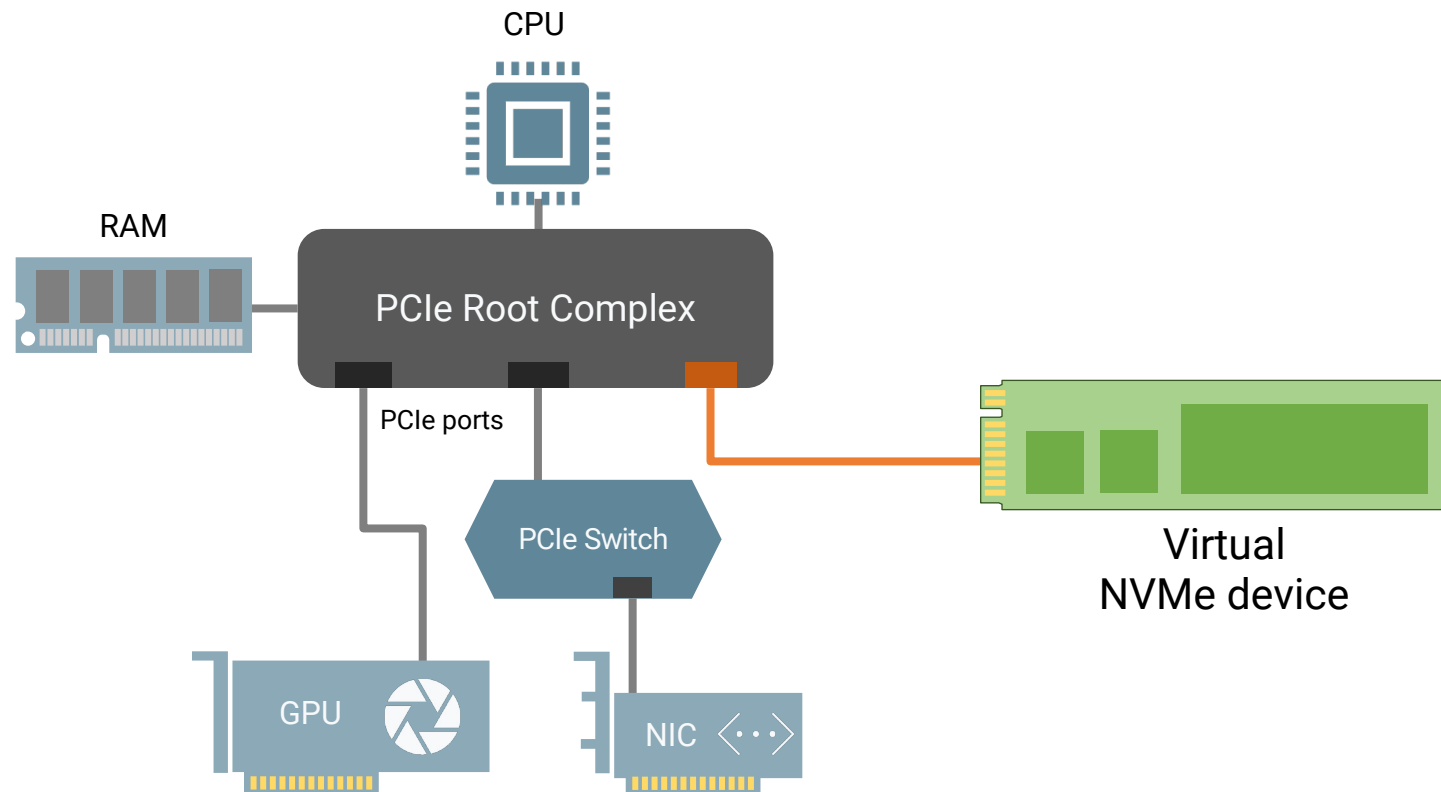 CPU
RAM
PCIe Root Complex
PCIe ports
PCIe Switch
Virtual
NVMe device
GPU
NIC